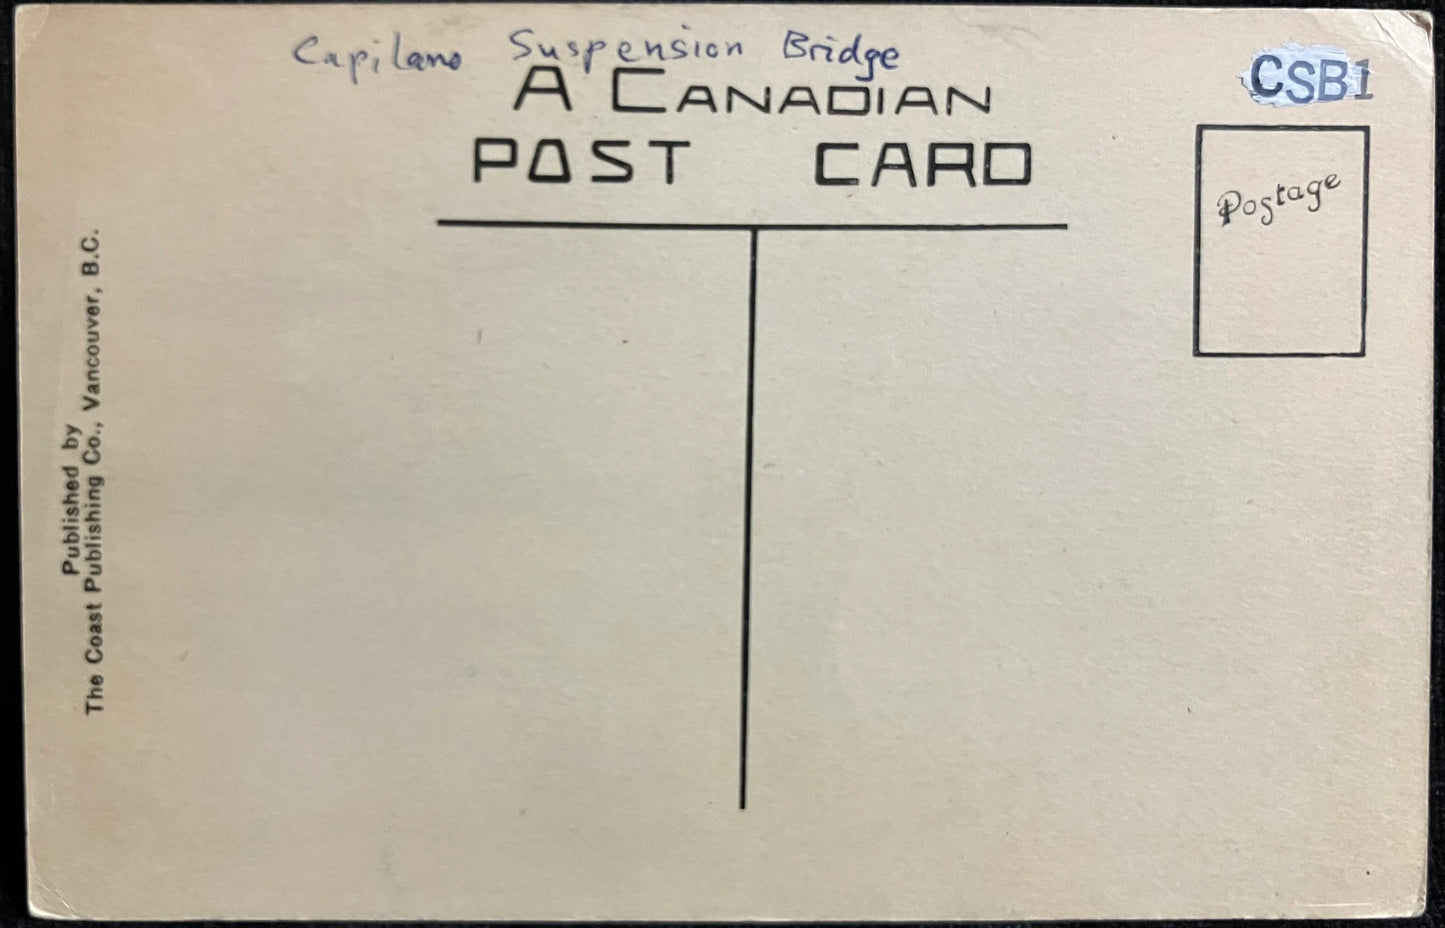 Capilano Suspension Bridge
CSB1
A CANADIAN
POST CARD
Postage
Published by
The Coast Publishing Co., Vancouver, B.C.